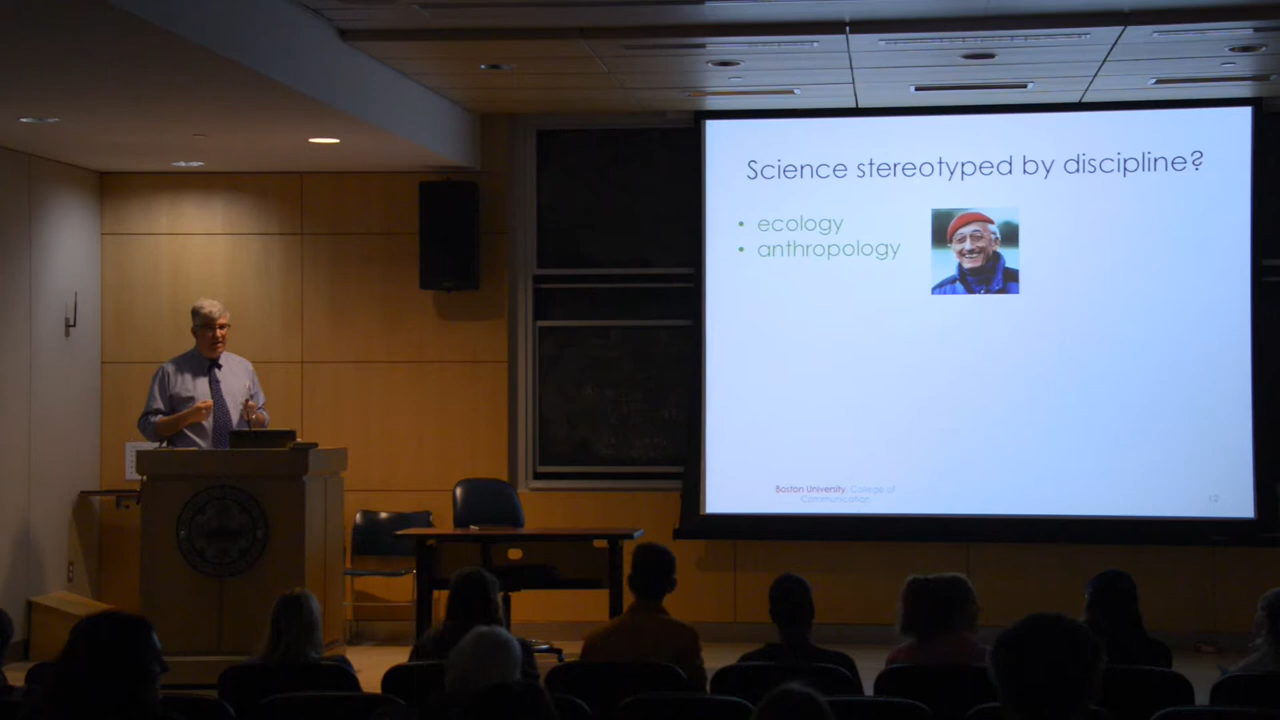 Science stereotyped by discipline?
• ecology
• anthropology
Boston University College of
Communication
12